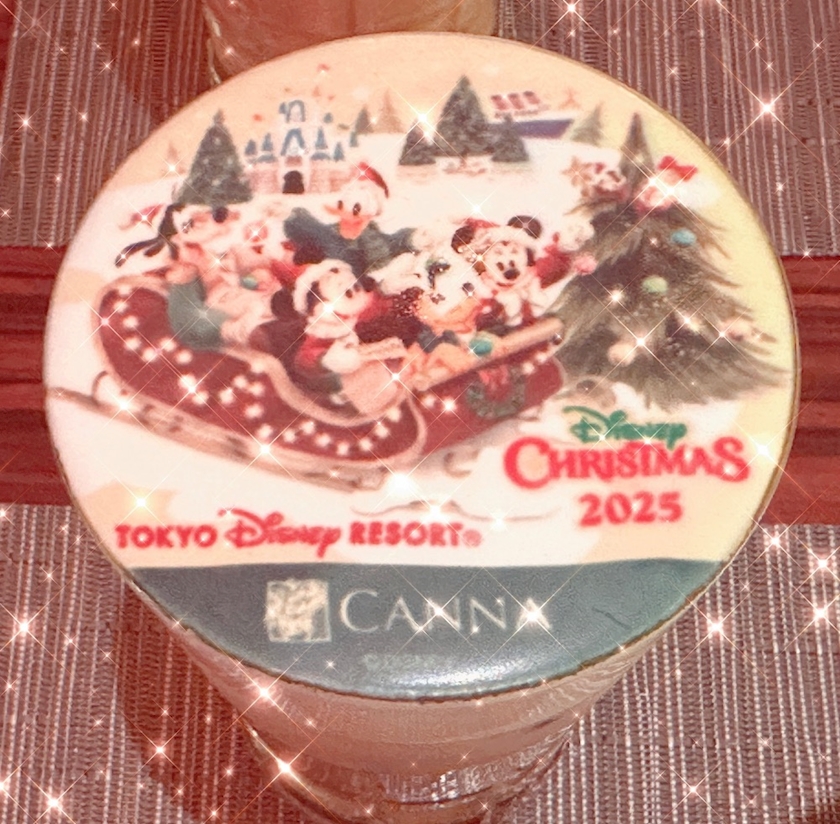 Disney
CHRISTMAS
2025
TOKYO Disney RESORT®
CANNA